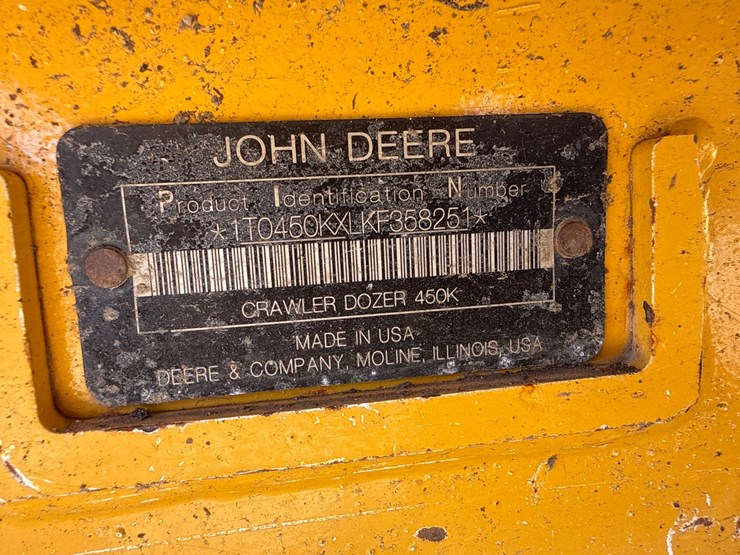 JOHN DEERE
Product Identification Number
*1T0450KXLKF358251*
CRAWLER DOZER 450K
MADE IN USA
DEERE & COMPANY, MOLINE, ILLINOIS, USA